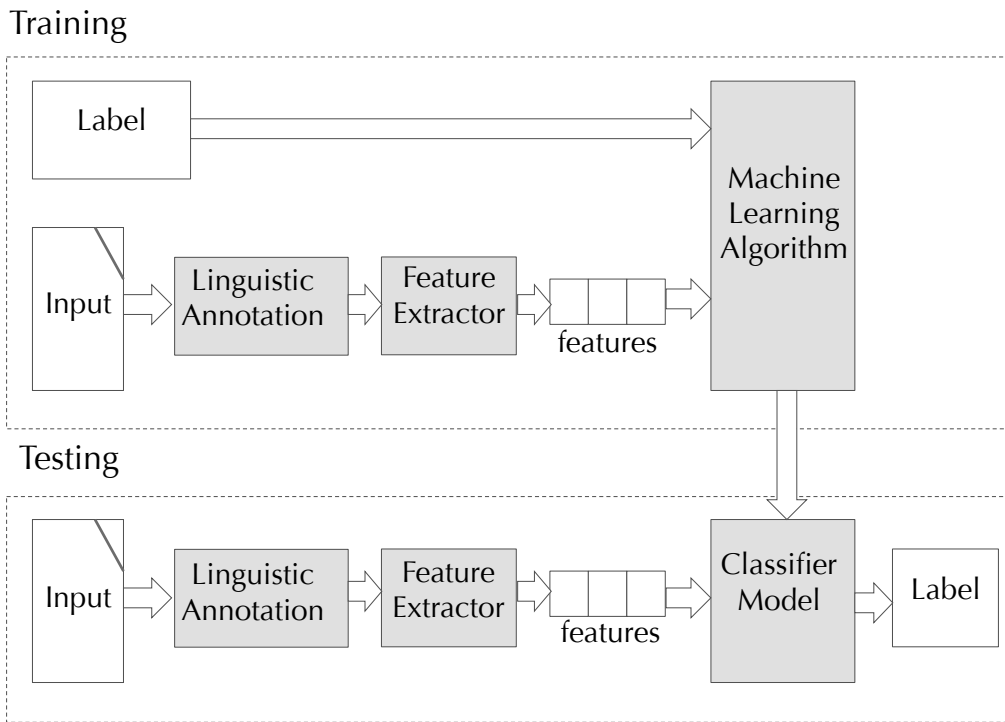 Training
Label
Machine
Learning
Algorithm
Input
Linguistic
Annotation
Feature
Extractor
features
Testing
Input
Linguistic
Annotation
Feature
Extractor
features
Classifier
Model
Label